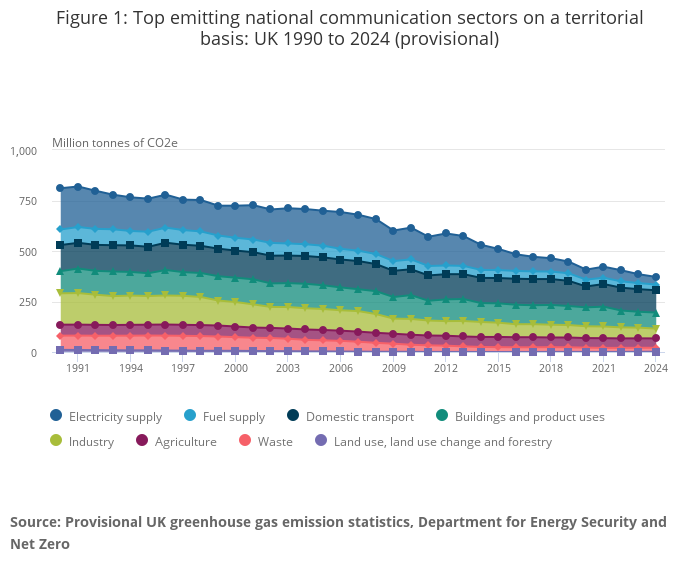 Figure 1: Top emitting national communication sectors on a territorial
basis: UK 1990 to 2024 (provisional)
Million tonnes of CO2e
1,000
750
500
250
0
1991 1994 1997 2000 2003 2006 2009 2012 2015 2018 2021 2024
Electricity supply Fuel supply Domestic transport Buildings and product uses
Industry Agriculture Waste Land use, land use change and forestry
Source: Provisional UK greenhouse gas emission statistics, Department for Energy Security and
Net Zero